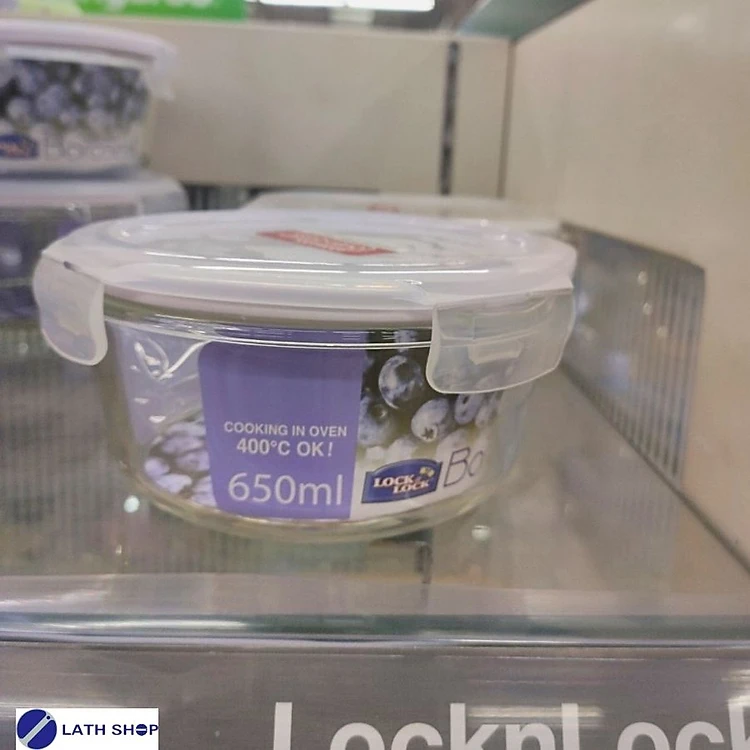 COOKING IN OVEN
400°C OK!
650ml
LOCK & LOCK
Bo
LocknLock
LATH SHOP